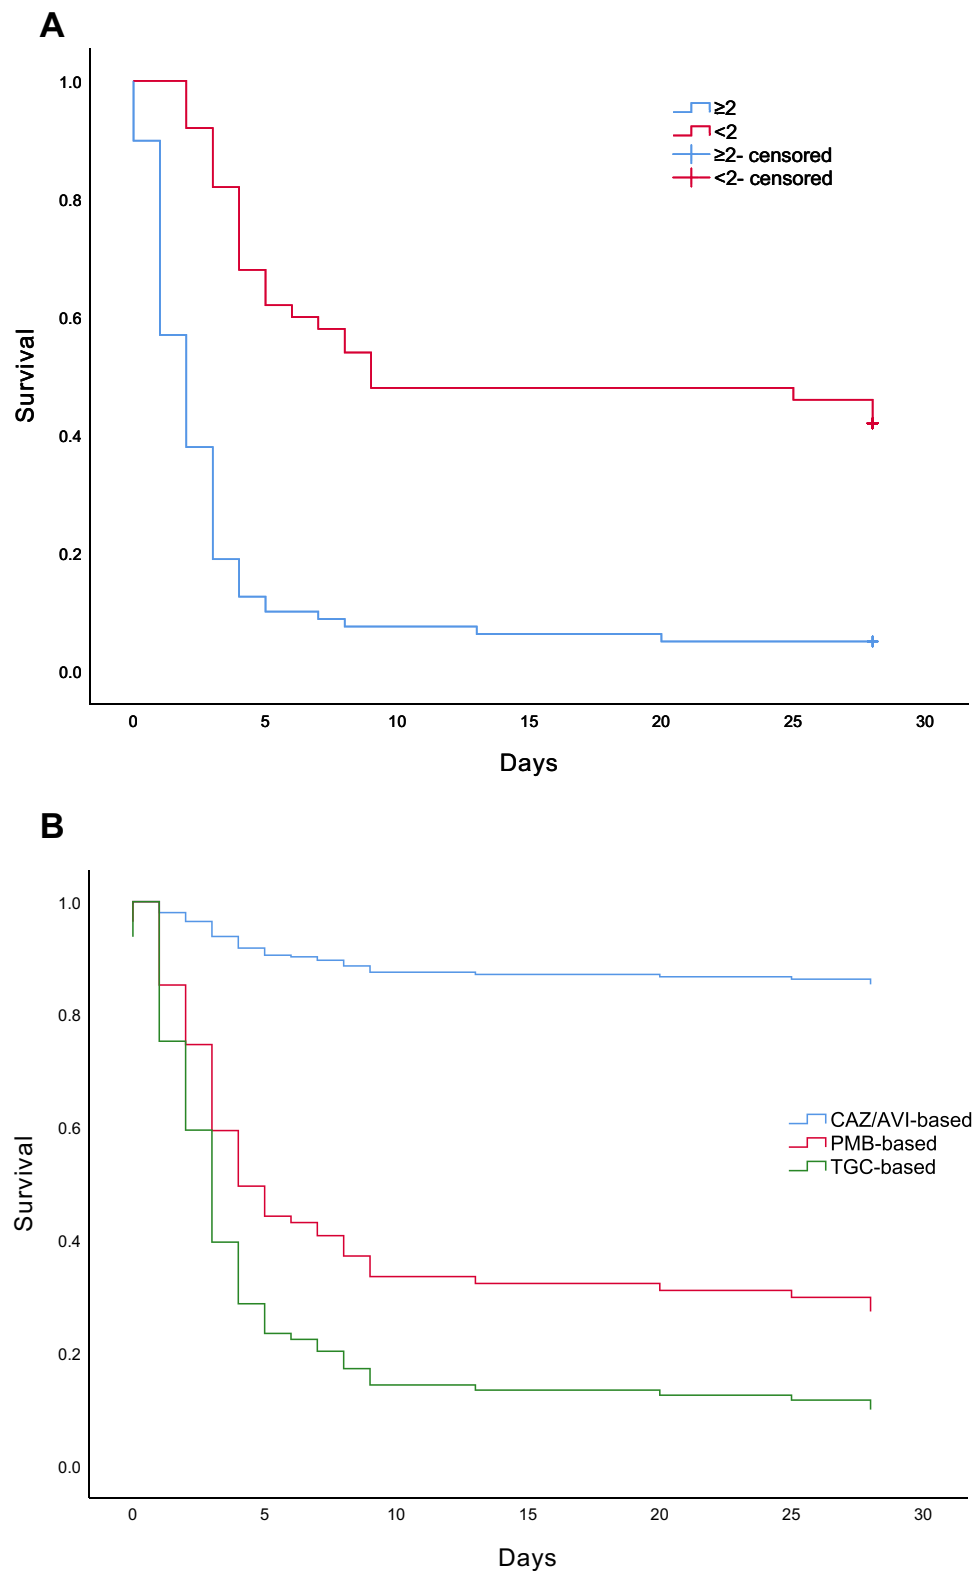 A
1.0
0.8
0.6
0.4
0.2
0.0
Survival
≥2
<2
≥2- censored
<2- censored
0 5 10 15 20 25 30
Days
B
1.0
0.8
0.6
0.4
0.2
0.0
Survival
CAZ/AVI-based
PMB-based
TGC-based
0 5 10 15 20 25 30
Days